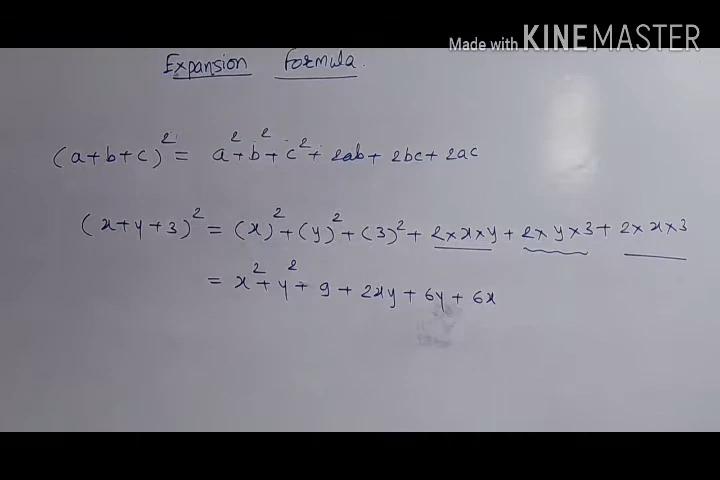 Made with KINEMASTER
Expansion Formula.
(a+b+c)² = a²+b²+c²+2ab+2bc+2ac
(x+y+3)² = (x)²+(y)²+(3)²+2×x×y+2×y×3+2×x×3
= x²+y²+9+2xy+6y+6x